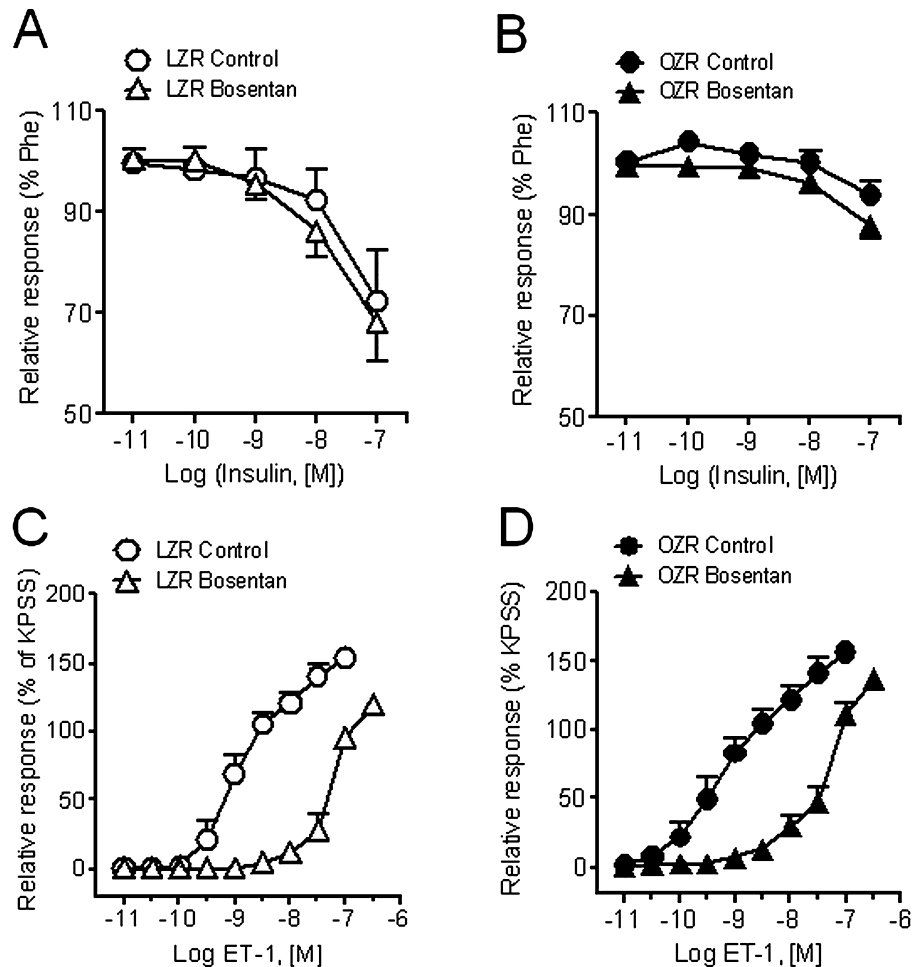 A
LZR Control
LZR Bosentan
110
90
70
50
Relative response (% Phe)
-11 -10 -9 -8 -7
Log (Insulin, [M])
B
OZR Control
OZR Bosentan
110
90
70
50
Relative response (% Phe)
-11 -10 -9 -8 -7
Log (Insulin, [M])
C
LZR Control
LZR Bosentan
200
150
100
50
0
Relative response (% of KPSS)
-11 -10 -9 -8 -7 -6
Log ET-1, [M]
D
OZR Control
OZR Bosentan
200
150
100
50
0
Relative response (% KPSS)
-11 -10 -9 -8 -7 -6
Log ET-1, [M]